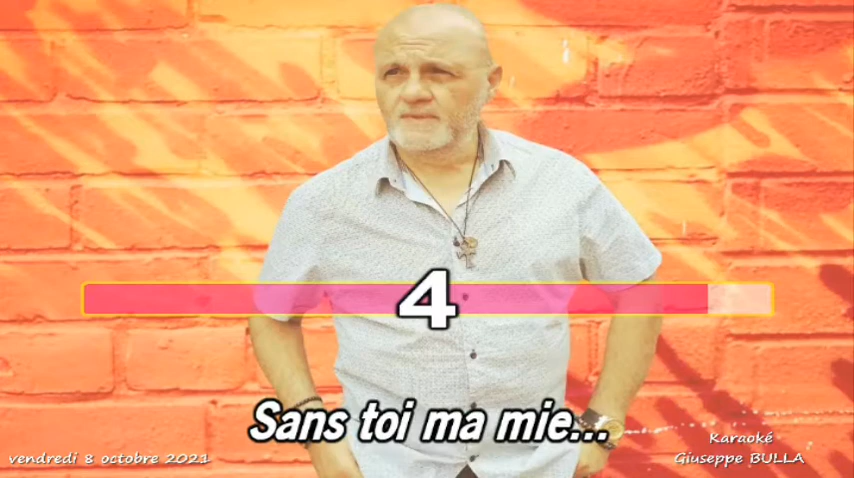 4
Sans toi ma mie...
vendredi 8 octobre 2021
Karaoké
Giuseppe BULLA